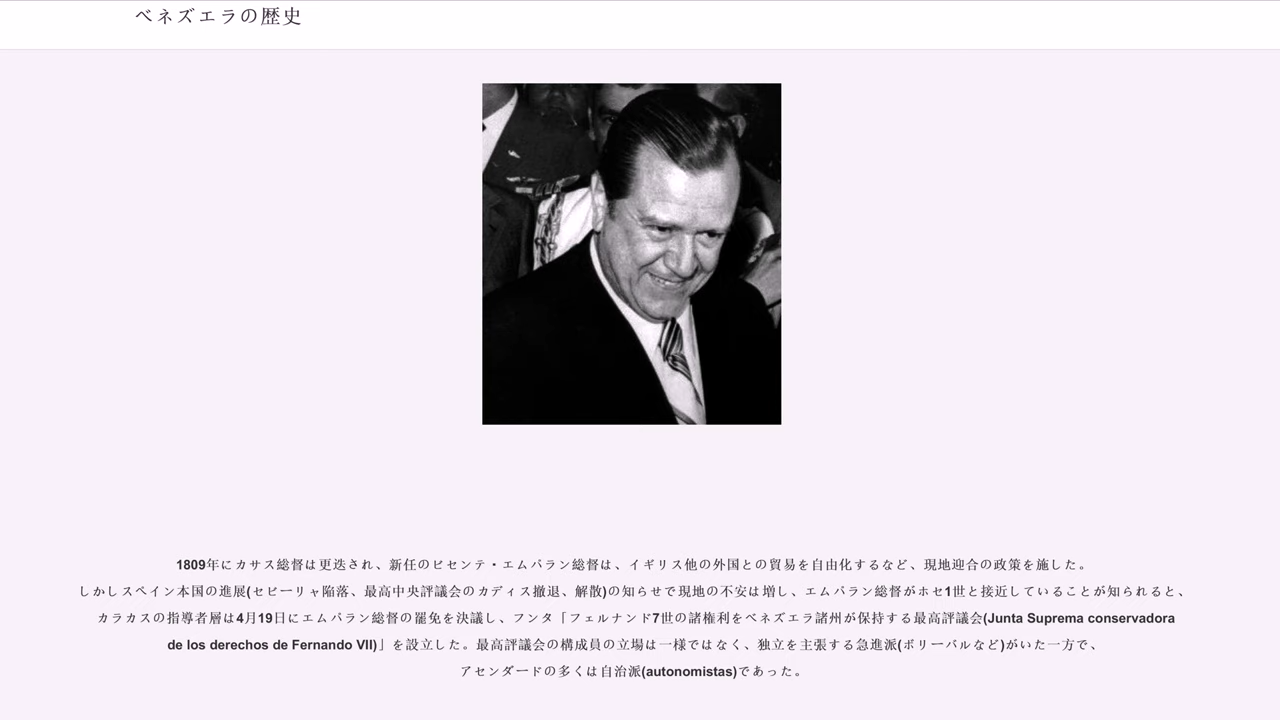 ベネズエラの歴史
1809年にカサス総督は更迭され、新任のビセンテ・エムパラン総督は、イギリス他の外国との貿易を自由化するなど、現地迎合の政策を施した。
しかしスペイン本国の進展(セビーリャ陥落、最高中央評議会のカディス撤退、解散)の知らせで現地の不安は増し、エムパラン総督がホセ1世と接近していることが知られると、
カラカスの指導者層は4月19日にエムパラン総督の罷免を決議し、フンタ「フェルナンド7世の諸権利をベネズエラ諸州が保持する最高評議会(Junta Suprema conservadora
de los derechos de Fernando VII)」を設立した。最高評議会の構成員の立場は一様ではなく、独立を主張する急進派(ボリーバルなど)がいた一方で、
アセンダードの多くは自治派(autonomistas)であった。